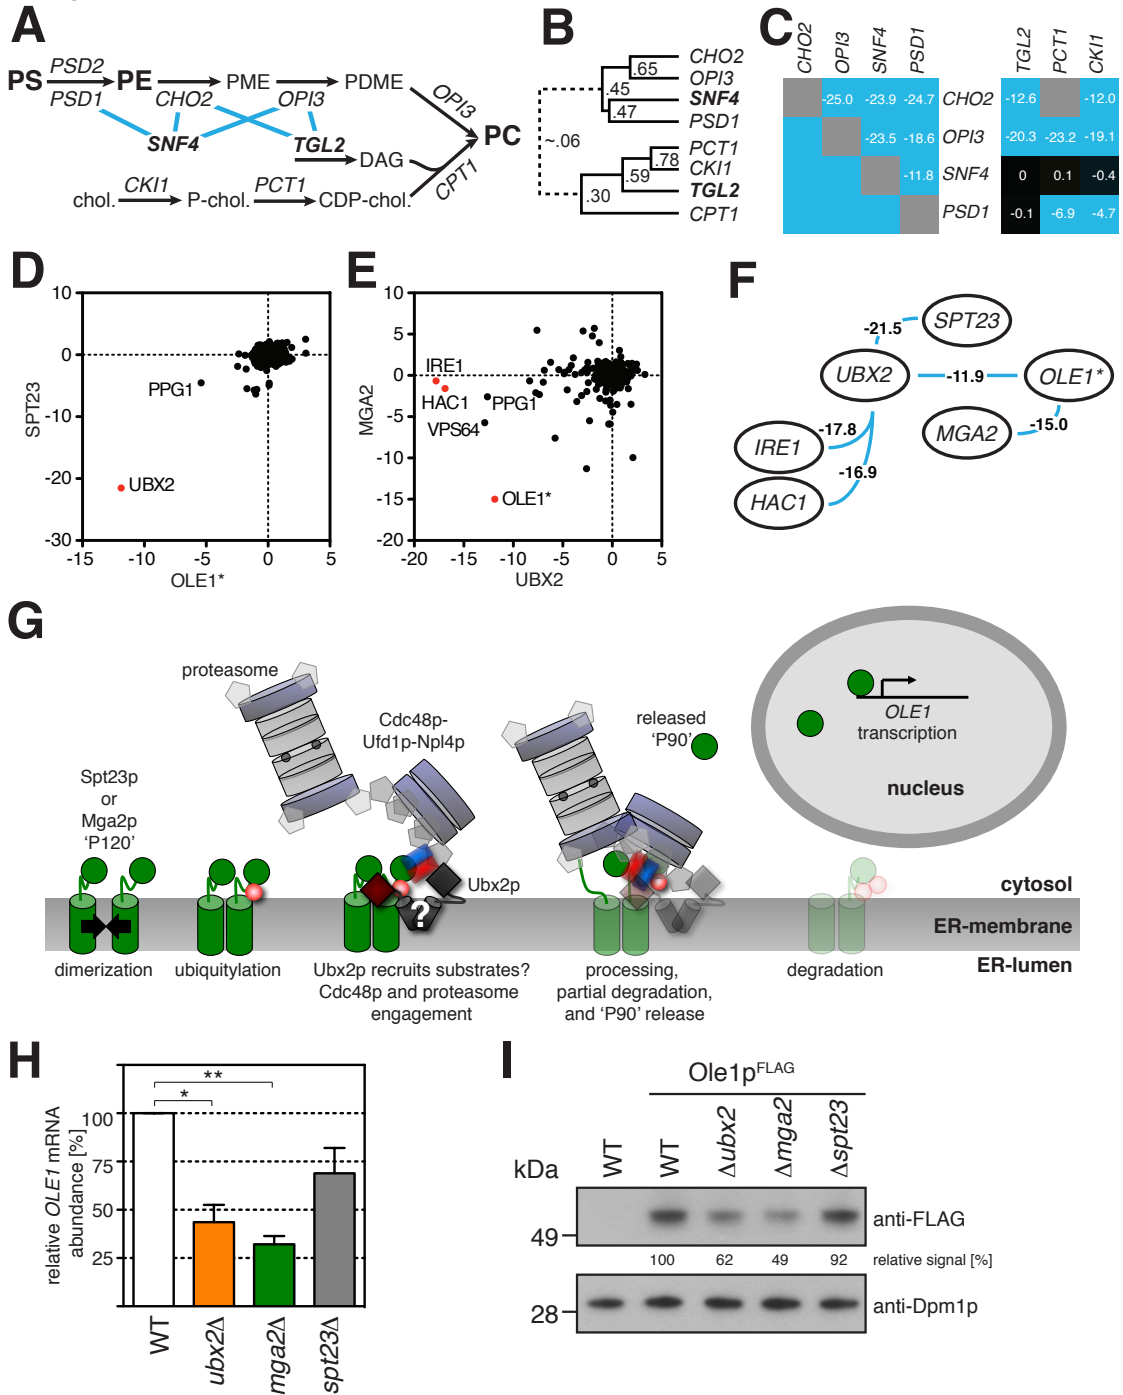 A
PS
PSD2
PSD1
PE
PME
PDME
CHO2
OPI3
OPI3
SNF4
TGL2
PC
DAG
CPT1
chol.
CKI1
P-chol.
PCT1
CDP-chol.
B
CHO2
OPI3
SNF4
PSD1
PCT1
CKI1
TGL2
CPT1
.65
.45
.47
~.06
.78
.59
.30
C
CHO2 OPI3 SNF4 PSD1 TGL2 PCT1 CKI1
-25.0 -23.9 -24.7 CHO2 -12.6 -12.0
-23.5 -18.6 OPI3 -20.3 -23.2 -19.1
-11.8 SNF4 0 0.1 -0.4
PSD1 -0.1 -6.9 -4.7
D
SPT23
10
0
-10
-20
-30
PPG1
UBX2
-15 -10 -5 0 5
OLE1*
E
MGA2
10
5
0
-5
-10
-15
-20
IRE1
HAC1
PPG1
VPS64
OLE1*
-20 -15 -10 -5 0 5
UBX2
F
SPT23
-21.5
UBX2
-11.9
OLE1*
-17.8
MGA2
-15.0
IRE1
-16.9
HAC1
G
proteasome
Cdc48p-
Ufd1p-Npl4p
released
‘P90’
OLE1
transcription
nucleus
Spt23p
or
Mga2p
‘P120’
Ubx2p
?
cytosol
ER-membrane
ER-lumen
dimerization
ubiquitylation
Ubx2p recruits substrates?
Cdc48p and proteasome
engagement
processing,
partial degradation,
and ‘P90’ release
degradation
H
relative OLE1 mRNA
abundance [%]
100
75
50
25
**
*
WT
ubx2Δ
mga2Δ
spt23Δ
I
Ole1pFLAG
kDa
WT
WT
Δubx2
Δmga2
Δspt23
49
anti-FLAG
100 62 49 92 relative signal [%]
28
anti-Dpm1p